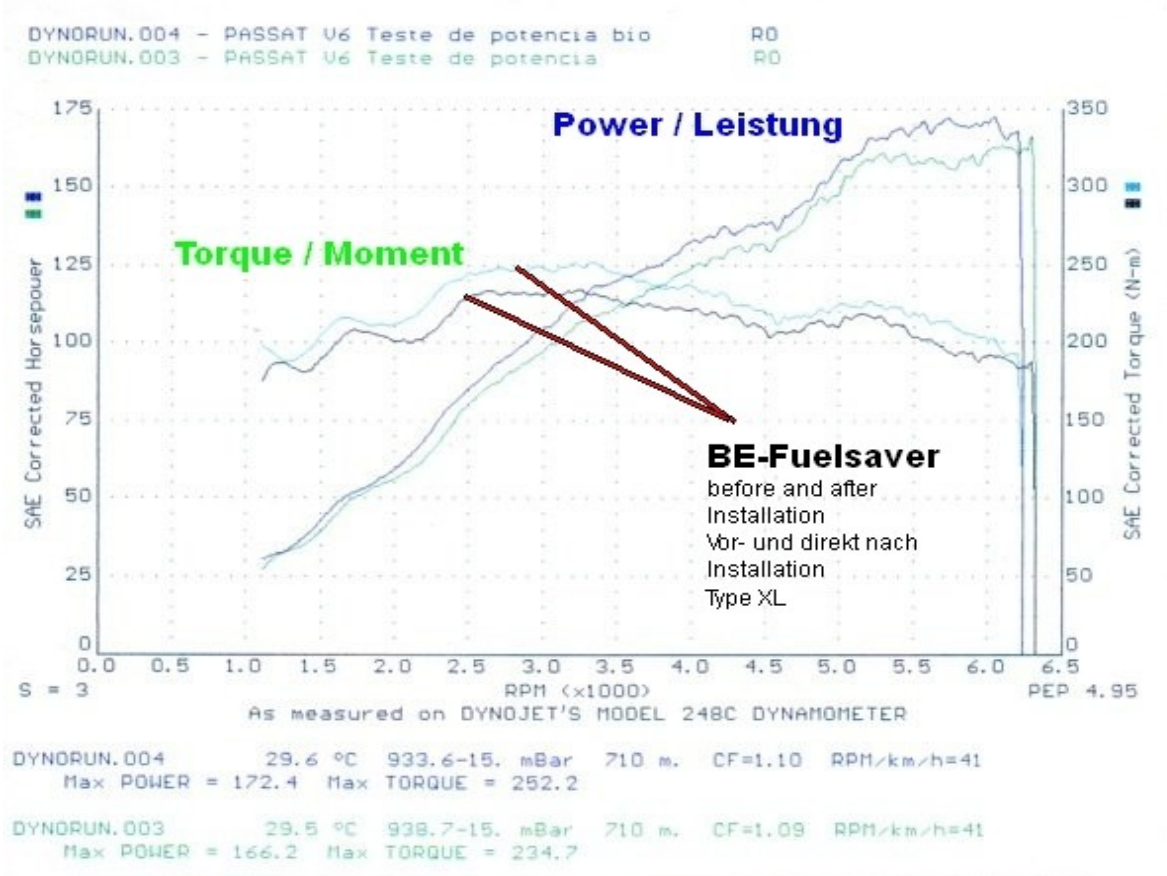 DYNORUN.004 - PASSAT V6 Teste de potencia bio R0
DYNORUN.003 - PASSAT V6 Teste de potencia R0
Power / Leistung
Torque / Moment
175
150
125
100
75
50
25
0
SAE Corrected Horsepower
350
300
250
200
150
100
50
0
SAE Corrected Torque (N-m)
BE-Fuelsaver
before and after
Installation
Vor- und direkt nach
Installation
Type XL
0.0 0.5 1.0 1.5 2.0 2.5 3.0 3.5 4.0 4.5 5.0 5.5 6.0 6.5
S = 3 RPM (x1000) PEP 4.95
As measured on DYNOJET'S MODEL 248C DYNAMOMETER
DYNORUN.004 29.6 ºC 933.6-15. mBar 710 m. CF=1.10 RPM/km/h=41
Max POWER = 172.4 Max TORQUE = 252.2
DYNORUN.003 29.5 ºC 938.7-15. mBar 710 m. CF=1.09 RPM/km/h=41
Max POWER = 166.2 Max TORQUE = 234.7